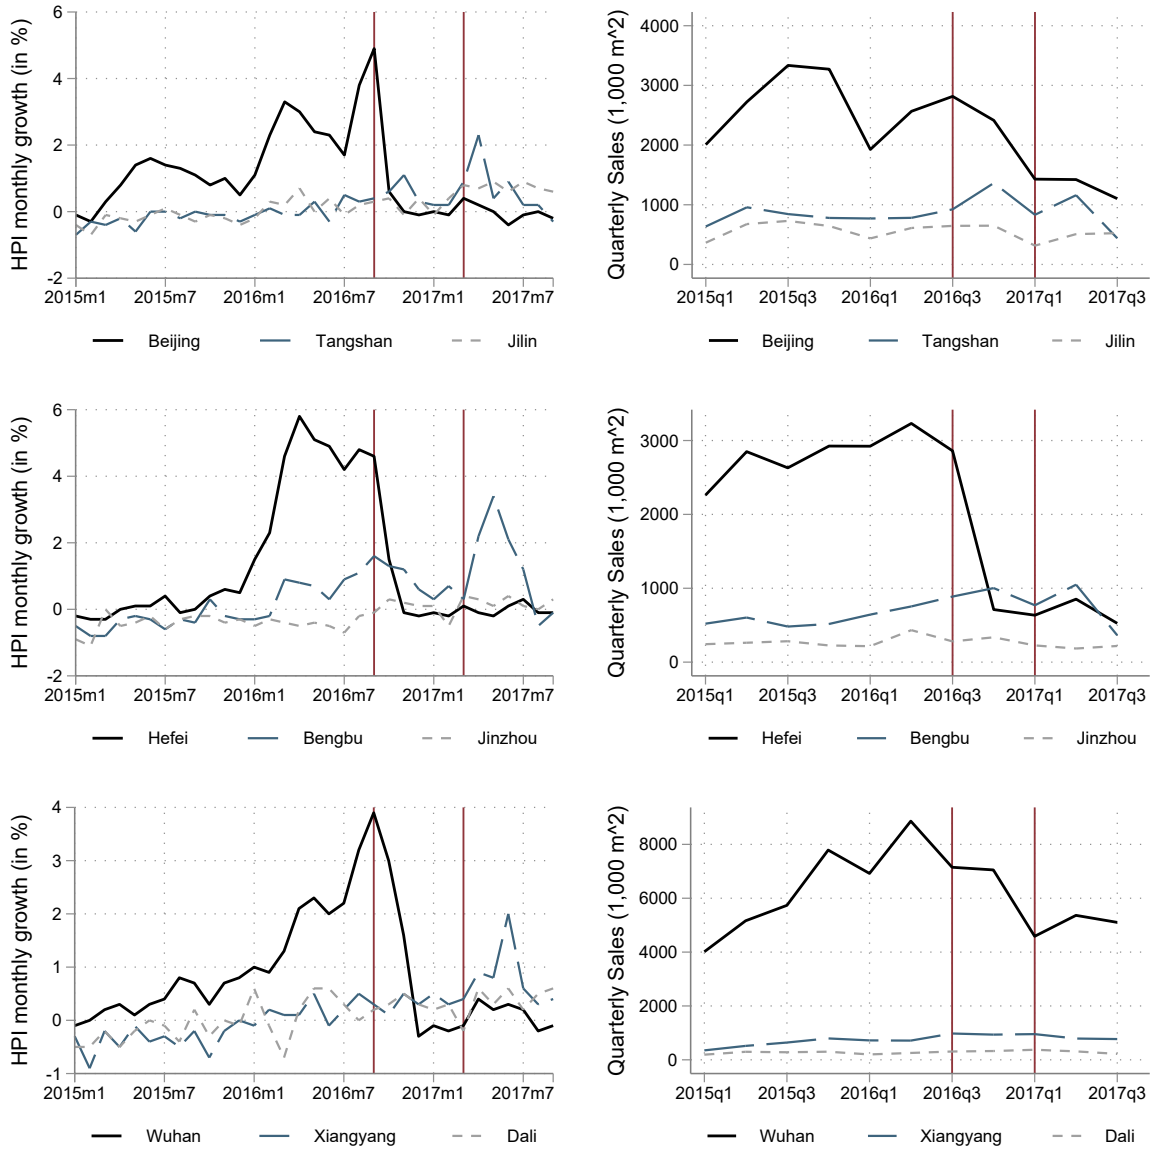 HPI monthly growth (in %)
6
4
2
0
-2
2015m1 2015m7 2016m1 2016m7 2017m1 2017m7
Beijing Tangshan Jilin
Quarterly Sales (1,000 m^2)
4000
3000
2000
1000
0
2015q1 2015q3 2016q1 2016q3 2017q1 2017q3
Beijing Tangshan Jilin
HPI monthly growth (in %)
6
4
2
0
-2
2015m1 2015m7 2016m1 2016m7 2017m1 2017m7
Hefei Bengbu Jinzhou
Quarterly Sales (1,000 m^2)
3000
2000
1000
0
2015q1 2015q3 2016q1 2016q3 2017q1 2017q3
Hefei Bengbu Jinzhou
HPI monthly growth (in %)
4
3
2
1
0
-1
2015m1 2015m7 2016m1 2016m7 2017m1 2017m7
Wuhan Xiangyang Dali
Quarterly Sales (1,000 m^2)
8000
6000
4000
2000
0
2015q1 2015q3 2016q1 2016q3 2017q1 2017q3
Wuhan Xiangyang Dali